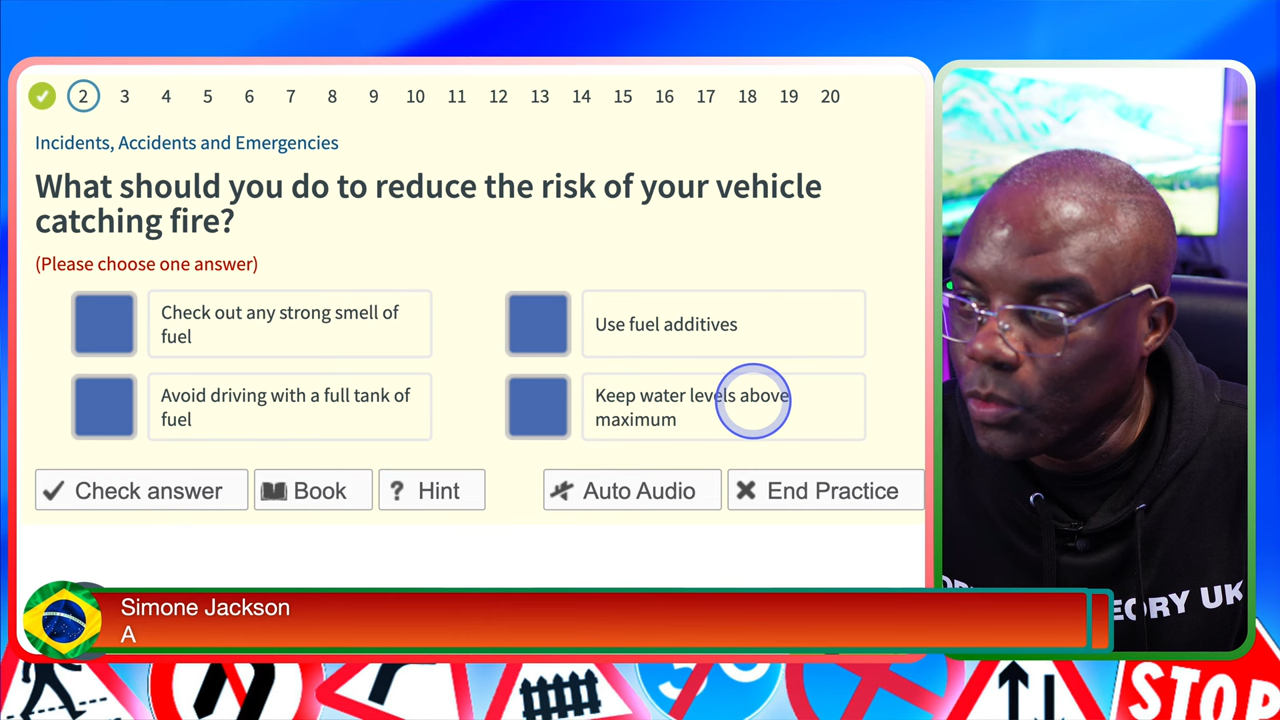 2 3 4 5 6 7 8 9 10 11 12 13 14 15 16 17 18 19 20
Incidents, Accidents and Emergencies
What should you do to reduce the risk of your vehicle
catching fire?
(Please choose one answer)
Check out any strong smell of
fuel
Use fuel additives
Avoid driving with a full tank of
fuel
Keep water levels above
maximum
Check answer
Book
? Hint
Auto Audio
End Practice
Simone Jackson
A
UK
STOP